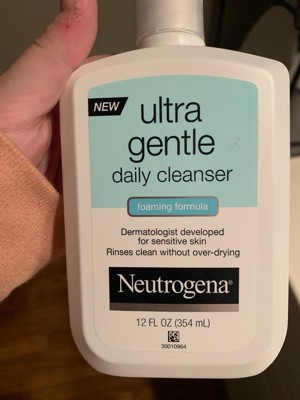 NEW
ultra
gentle
daily cleanser
foaming formula
Dermatologist developed
for sensitive skin
Rinses clean without over-drying
Neutrogena®
12 FL OZ (354 mL)
30010964